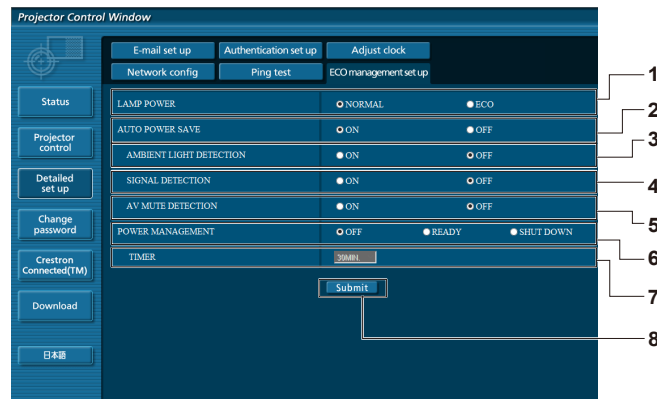 Projector Control Window
E-mail set up
Authentication set up
Adjust clock
Network config
Ping test
ECO management set up
Status
Projector
control
Detailed
set up
Change
password
Crestron
Connected(TM)
Download
日本語
LAMP POWER NORMAL ECO 1
AUTO POWER SAVE ON OFF 2
AMBIENT LIGHT DETECTION ON OFF 3
SIGNAL DETECTION ON OFF 4
AV MUTE DETECTION ON OFF 5
POWER MANAGEMENT OFF READY SHUT DOWN 6
TIMER 30MIN. 7
Submit 8